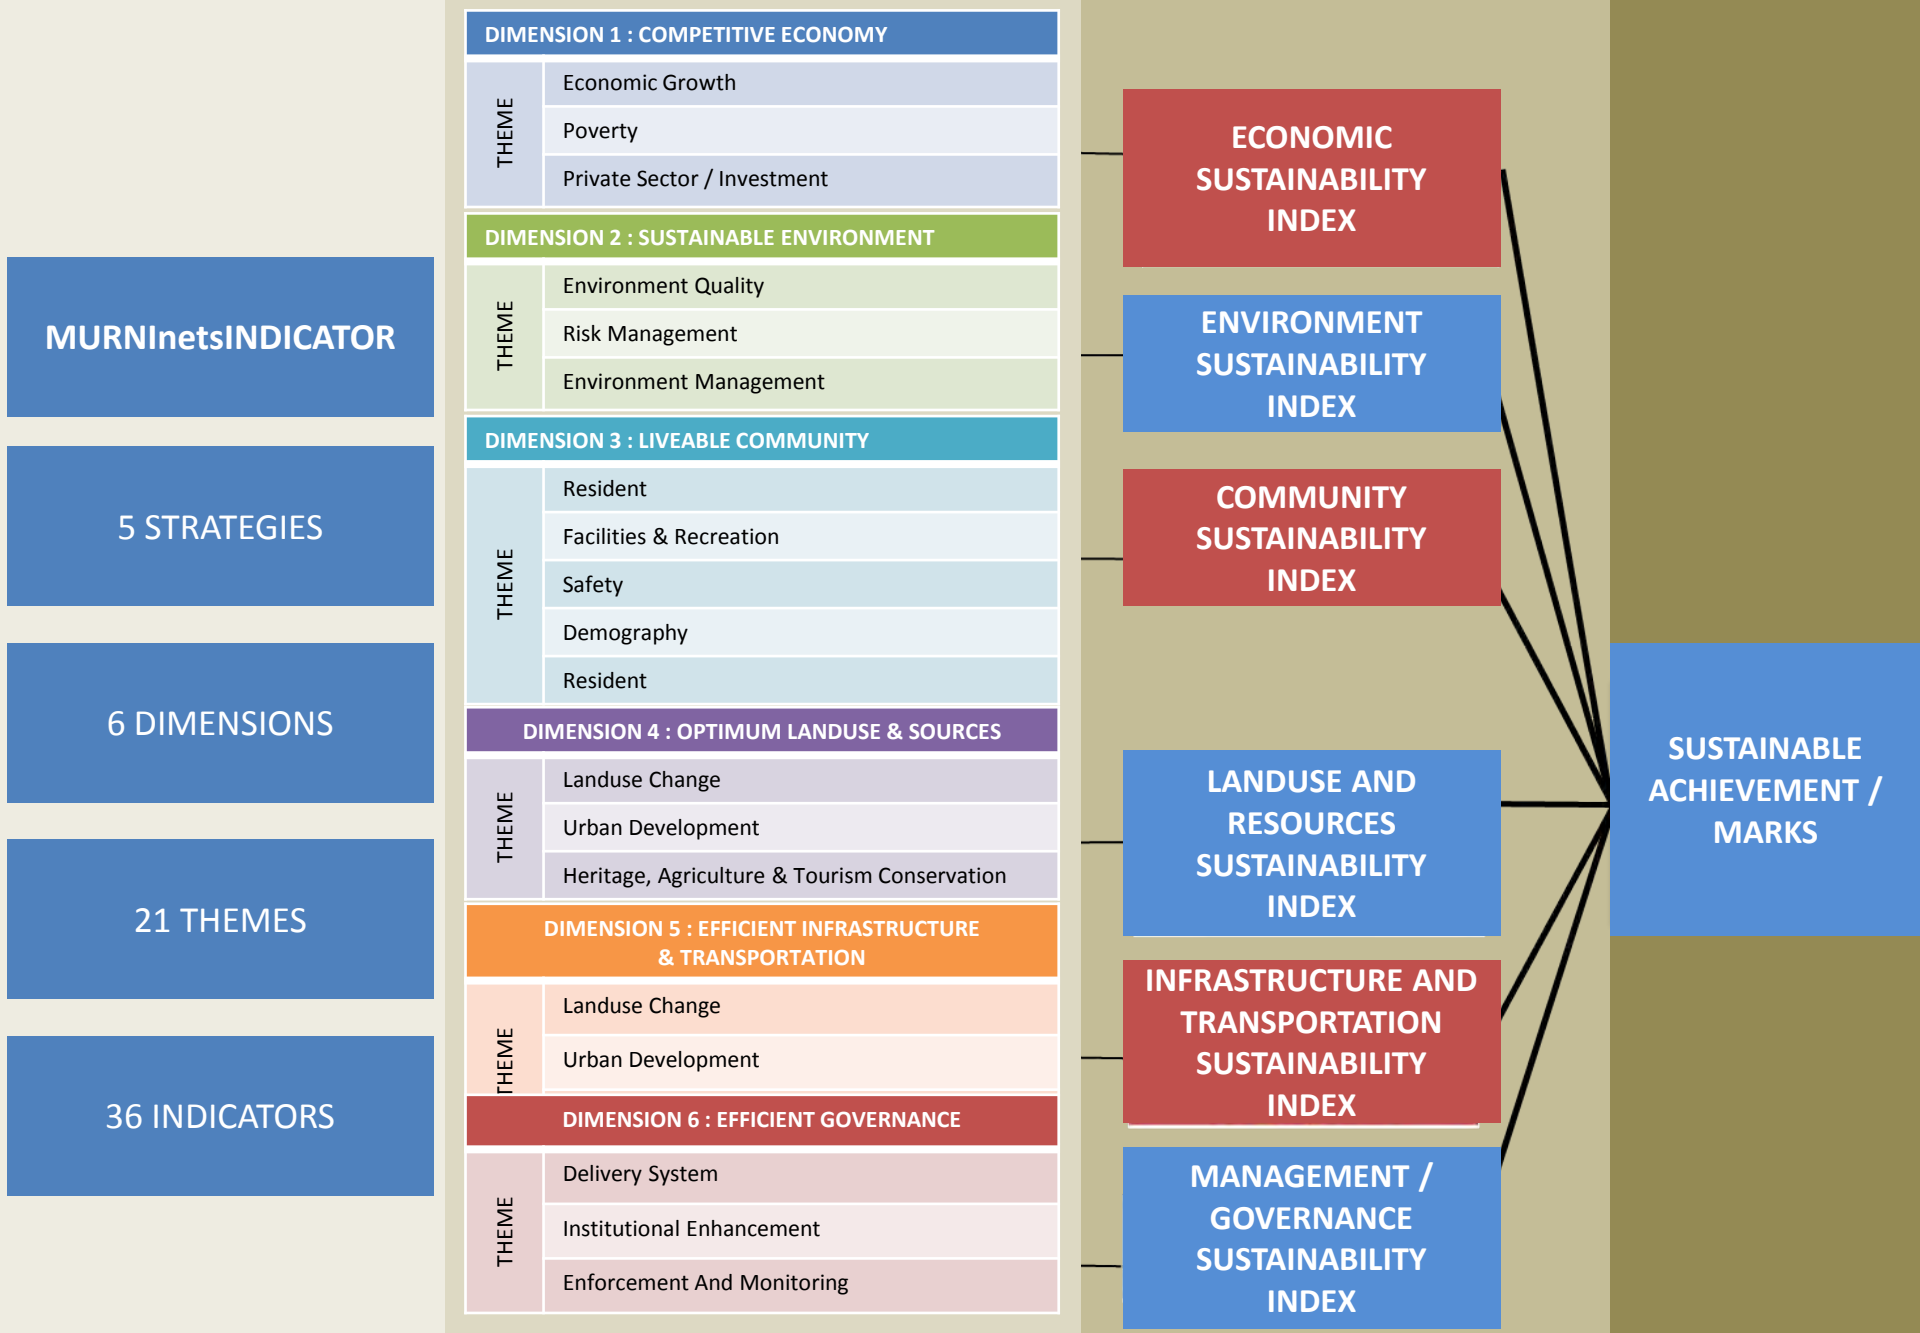 MURNInetsINDICATOR
5 STRATEGIES
6 DIMENSIONS
21 THEMES
36 INDICATORS
DIMENSION 1 : COMPETITIVE ECONOMY
THEME
Economic Growth
Poverty
Private Sector / Investment
DIMENSION 2 : SUSTAINABLE ENVIRONMENT
THEME
Environment Quality
Risk Management
Environment Management
DIMENSION 3 : LIVEABLE COMMUNITY
THEME
Resident
Facilities & Recreation
Safety
Demography
Resident
DIMENSION 4 : OPTIMUM LANDUSE & SOURCES
THEME
Landuse Change
Urban Development
Heritage, Agriculture & Tourism Conservation
DIMENSION 5 : EFFICIENT INFRASTRUCTURE
& TRANSPORTATION
THEME
Landuse Change
Urban Development
DIMENSION 6 : EFFICIENT GOVERNANCE
THEME
Delivery System
Institutional Enhancement
Enforcement And Monitoring
ECONOMIC
SUSTAINABILITY
INDEX
ENVIRONMENT
SUSTAINABILITY
INDEX
COMMUNITY
SUSTAINABILITY
INDEX
LANDUSE AND
RESOURCES
SUSTAINABILITY
INDEX
INFRASTRUCTURE AND
TRANSPORTATION
SUSTAINABILITY
INDEX
MANAGEMENT /
GOVERNANCE
SUSTAINABILITY
INDEX
SUSTAINABLE
ACHIEVEMENT /
MARKS